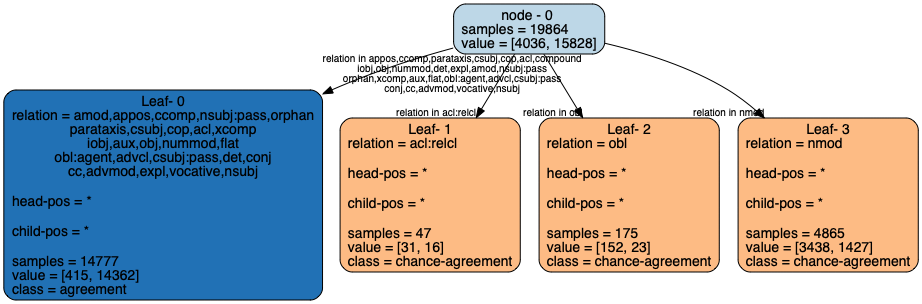 node - 0
samples = 19864
value = [4036, 15828]
relation in appos,ccomp,parataxis,csubj,cop,acl,compound
iobj,obj,nummod,det,expl,amod,nsubj:pass
orphan,xcomp,aux,flat,obl:agent,advcl,csubj:pass
conj,cc,advmod,vocative,nsubj
relation in acl:relcl
relation in obl
relation in nmod
Leaf- 0
relation = amod,appos,ccomp,nsubj:pass,orphan
parataxis,csubj,cop,acl,xcomp
iobj,aux,obj,nummod,flat
obl:agent,advcl,csubj:pass,det,conj
cc,advmod,expl,vocative,nsubj
head-pos = *
child-pos = *
samples = 14777
value = [415, 14362]
class = agreement
Leaf- 1
relation = acl:relcl
head-pos = *
child-pos = *
samples = 47
value = [31, 16]
class = chance-agreement
Leaf- 2
relation = obl
head-pos = *
child-pos = *
samples = 175
value = [152, 23]
class = chance-agreement
Leaf- 3
relation = nmod
head-pos = *
child-pos = *
samples = 4865
value = [3438, 1427]
class = chance-agreement